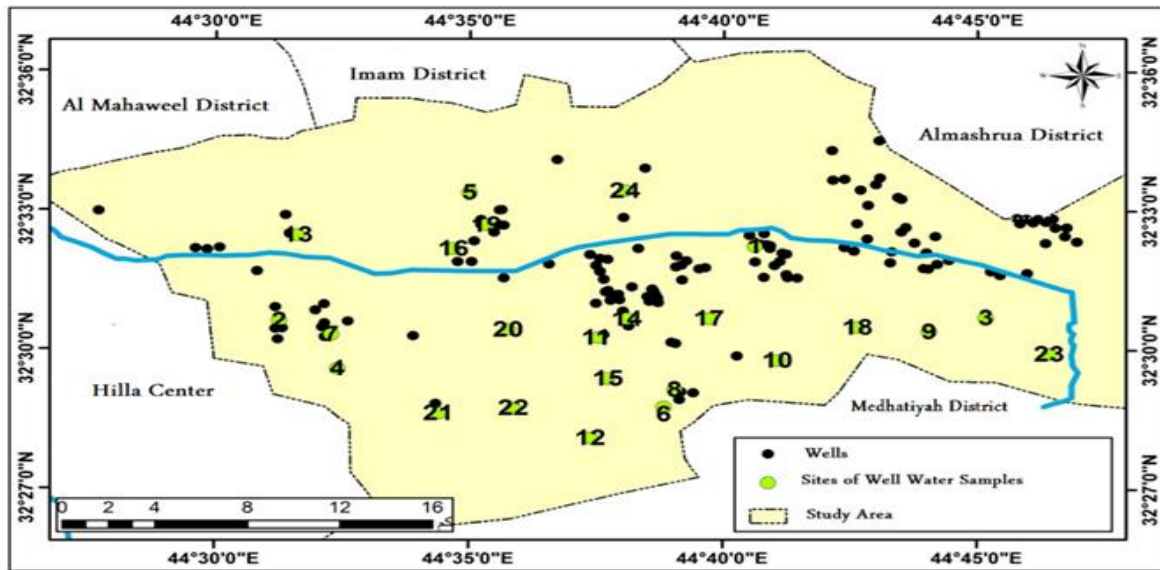 44°30'0"E 44°35'0"E 44°40'0"E 44°45'0"E
32°36'0"N
32°33'0"N
32°30'0"N
32°27'0"N
Imam District
Al Mahaweel District
Almashrua District
5
24
13
19
16
1
2
7
4
20
14
17
11
18
9
3
23
10
15
8
6
21
22
12
Hilla Center
Medhatiyah District
Wells
Sites of Well Water Samples
Study Area
0 2 4 8 12 16
32°36'0"N
32°33'0"N
32°30'0"N
32°27'0"N
44°30'0"E 44°35'0"E 44°40'0"E 44°45'0"E